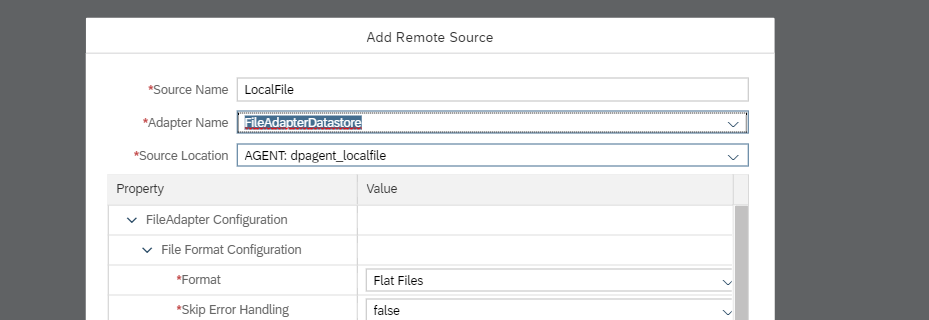 Add Remote Source
*Source Name LocalFile
*Adapter Name FileAdapterDatastore
*Source Location AGENT: dpagent_localfile
Property Value
FileAdapter Configuration
File Format Configuration
*Format Flat Files
*Skip Error Handling false